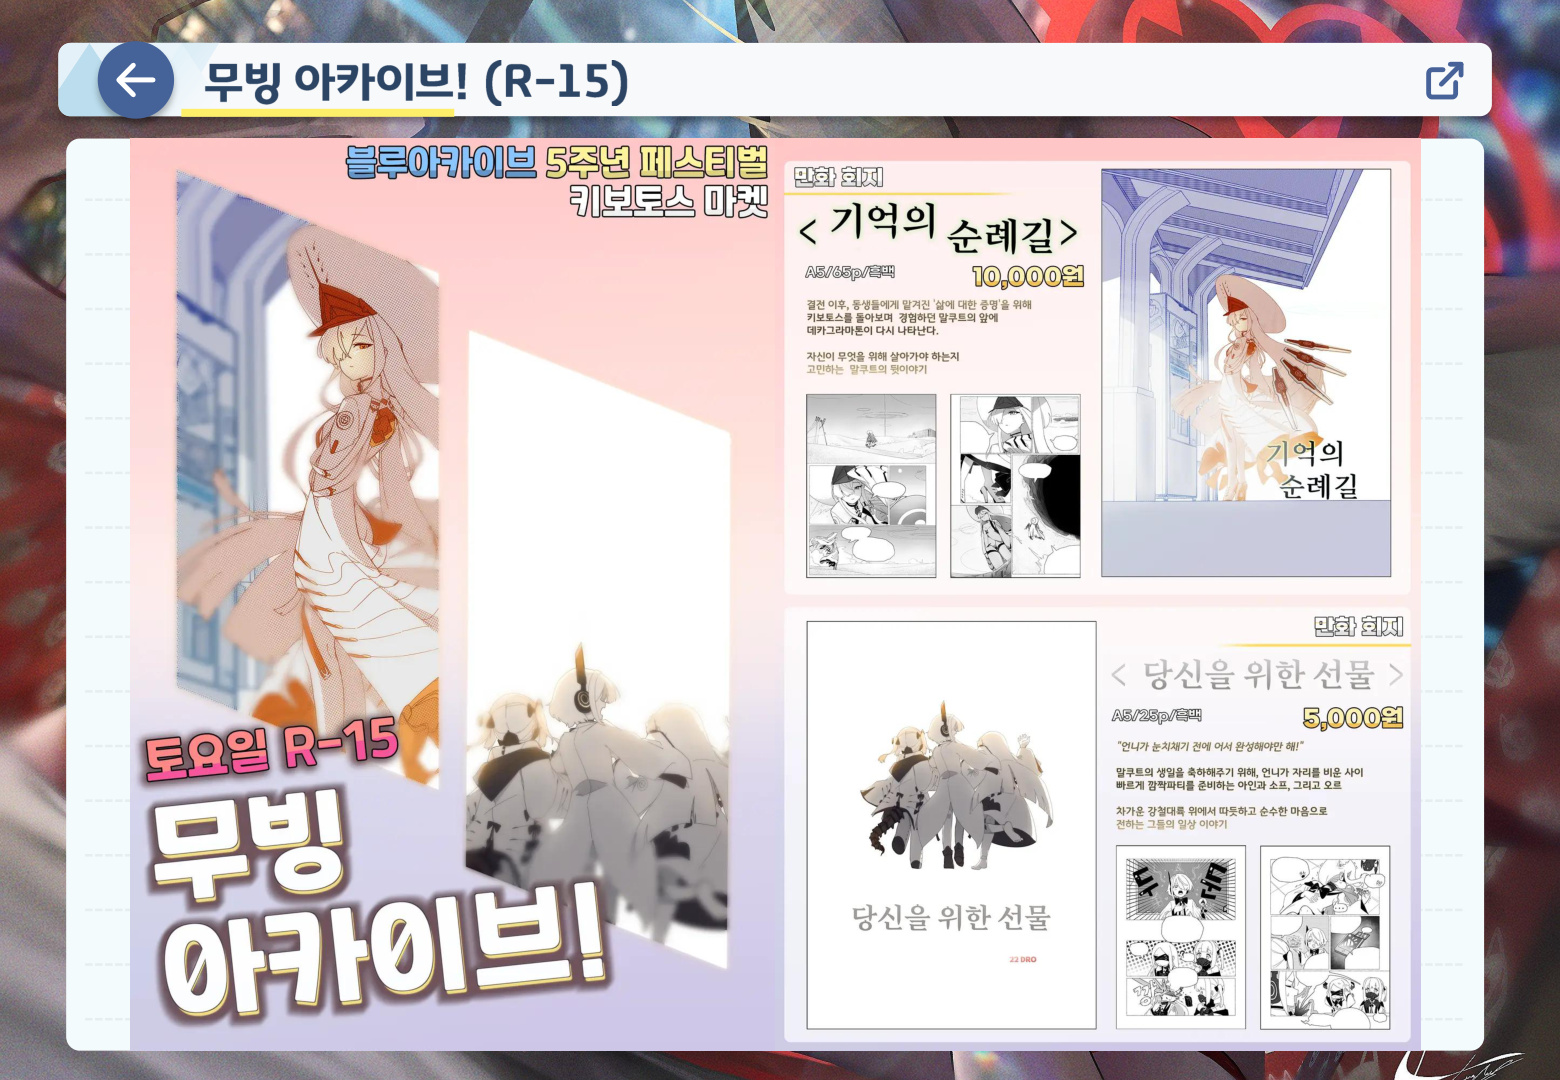 무빙 아카이브! (R-15)
블루아카이브 5주년 페스티벌
키보토스 마켓
토요일 R-15
무빙
아카이브!
만화 회지
< 기억의 순례길>
A5/65p/흑백
10,000원
결전 이후, 동생들에게 맡겨진 '삶에 대한 증명'을 위해
키보토스를 돌아보며 경험하던 말쿠트의 앞에
데카그라마톤이 다시 나타난다.
자신이 무엇을 위해 살아가야 하는지
고민하는 말쿠트의 뒷이야기
기억의
순례길
만화 회지
< 당신을 위한 선물 >
A5/25p/흑백
5,000원
"언니가 눈치채기 전에 어서 완성해야만 해!"
말쿠트의 생일을 축하해주기 위해, 언니가 자리를 비운 사이
빠르게 깜짝파티를 준비하는 아인과 소프, 그리고 오르
차가운 강철대륙 위에서 따듯하고 순수한 마음으로
전하는 그들의 일상 이야기
당신을 위한 선물
22 DRO